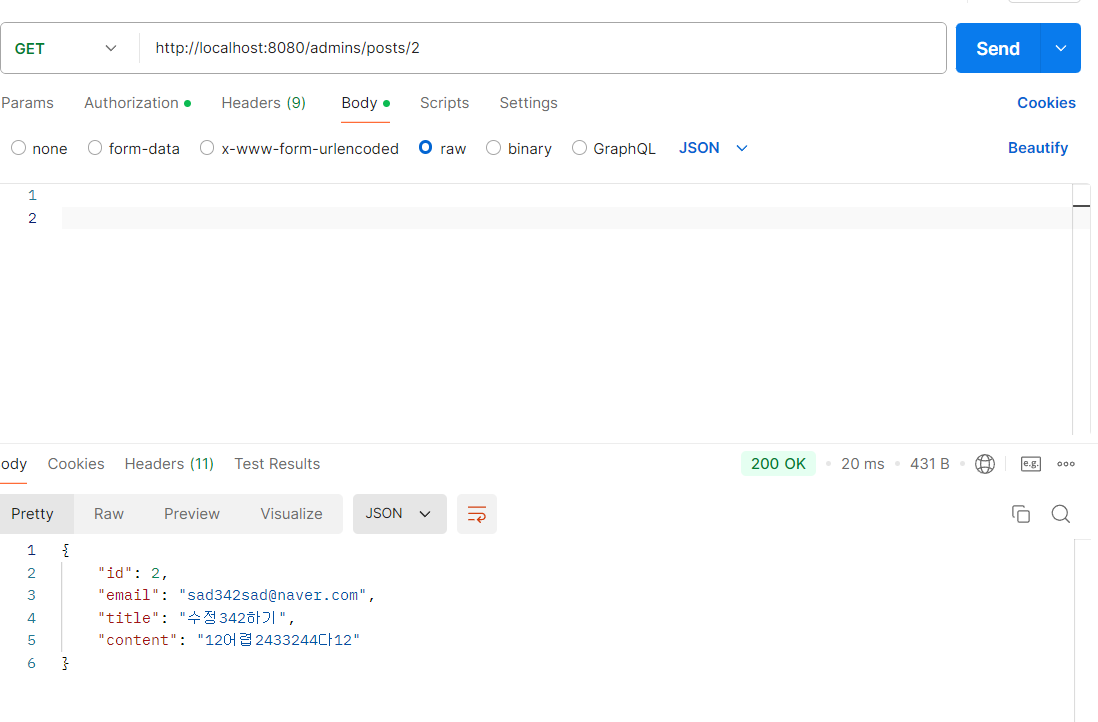 GET http://localhost:8080/admins/posts/2 Send
Params Authorization Headers (9) Body Scripts Settings Cookies
none form-data x-www-form-urlencoded raw binary GraphQL JSON Beautify
1
2
ody Cookies Headers (11) Test Results 200 OK 20 ms 431 B e.g.
Pretty Raw Preview Visualize JSON
1 {
2 "id": 2,
3 "email": "sad342sad@naver.com",
4 "title": "수정342하기",
5 "content": "12어렵2433244다12"
6 }